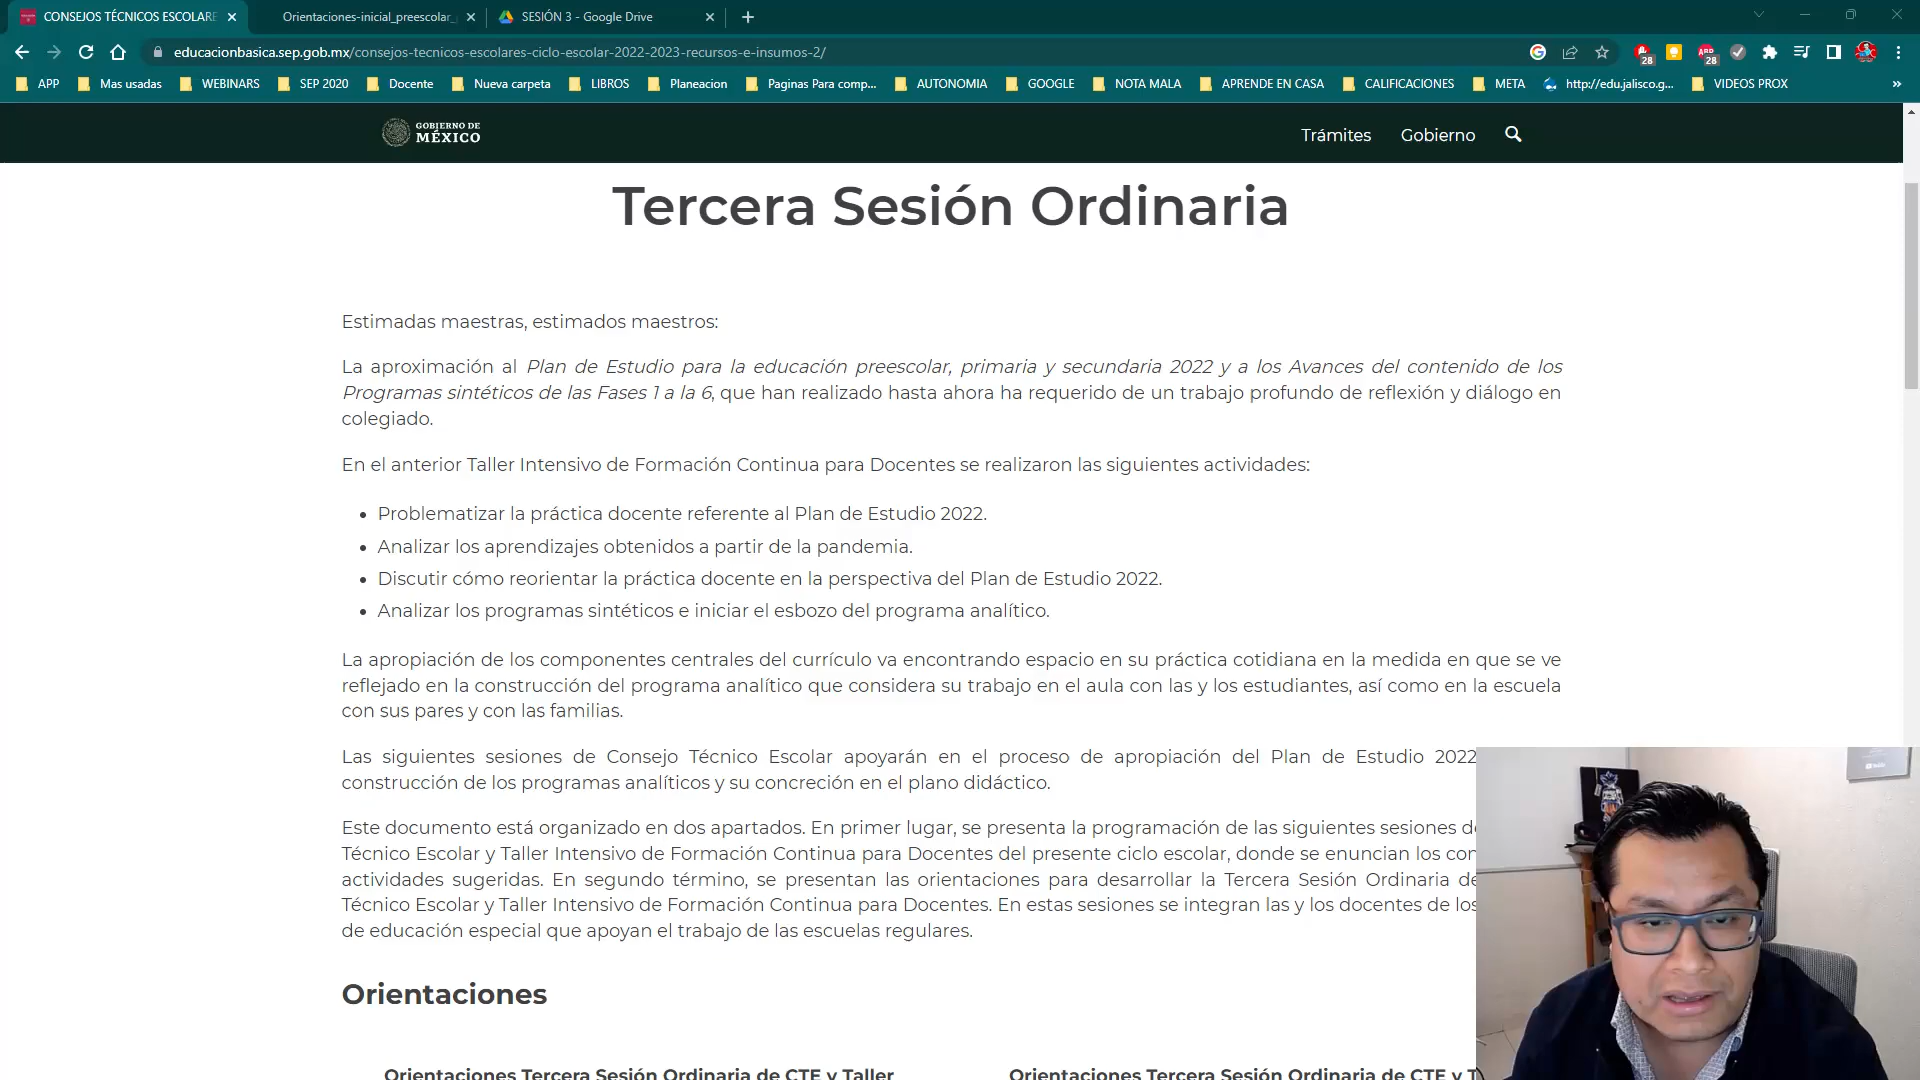 CONSEJOS TÉCNICOS ESCOLARE
Orientaciones-inicial_preescolar_
SESIÓN 3 - Google Drive
educacionbasica.sep.gob.mx/consejos-tecnicos-escolares-ciclo-escolar-2022-2023-recursos-e-insumos-2/
28
28
APP
Mas usadas
WEBINARS
SEP 2020
Docente
Nueva carpeta
LIBROS
Planeacion
Paginas Para comp...
AUTONOMIA
GOOGLE
NOTA MALA
APRENDE EN CASA
CALIFICACIONES
META
http://edu.jalisco.g...
VIDEOS PROX
»
GOBIERNO DE
MÉXICO
Trámites
Gobierno
Tercera Sesión Ordinaria
Estimadas maestras, estimados maestros:
La aproximación al Plan de Estudio para la educación preescolar, primaria y secundaria 2022 y a los Avances del contenido de los
Programas sintéticos de las Fases 1 a la 6, que han realizado hasta ahora ha requerido de un trabajo profundo de reflexión y diálogo en
colegiado.
En el anterior Taller Intensivo de Formación Continua para Docentes se realizaron las siguientes actividades:
• Problematizar la práctica docente referente al Plan de Estudio 2022.
• Analizar los aprendizajes obtenidos a partir de la pandemia.
• Discutir cómo reorientar la práctica docente en la perspectiva del Plan de Estudio 2022.
• Analizar los programas sintéticos e iniciar el esbozo del programa analítico.
La apropiación de los componentes centrales del currículo va encontrando espacio en su práctica cotidiana en la medida en que se ve
reflejado en la construcción del programa analítico que considera su trabajo en el aula con las y los estudiantes, así como en la escuela
con sus pares y con las familias.
Las siguientes sesiones de Consejo Técnico Escolar apoyarán en el proceso de apropiación del Plan de Estudio 2022
construcción de los programas analíticos y su concreción en el plano didáctico.
Este documento está organizado en dos apartados. En primer lugar, se presenta la programación de las siguientes sesiones
Técnico Escolar y Taller Intensivo de Formación Continua para Docentes del presente ciclo escolar, donde se enuncian los
actividades sugeridas. En segundo término, se presentan las orientaciones para desarrollar la Tercera Sesión Ordinaria
Técnico Escolar y Taller Intensivo de Formación Continua para Docentes. En estas sesiones se integran las y los docentes de los
de educación especial que apoyan el trabajo de las escuelas regulares.
Orientaciones
Orientaciones Tercera Sesión Ordinaria de CTE y Taller
Orientaciones Tercera Sesión Ordinaria de CTE y T